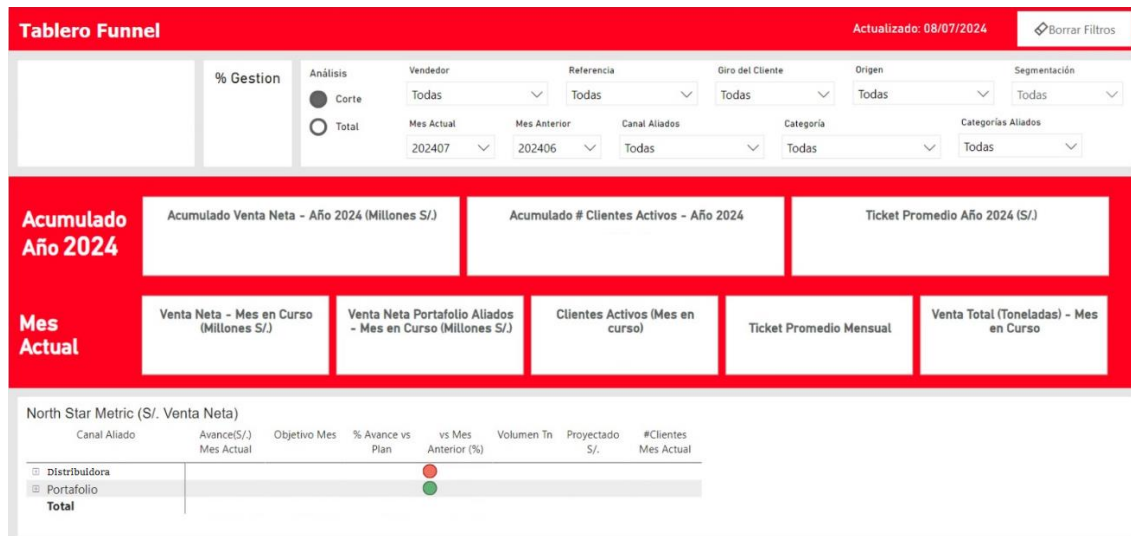 Tablero Funnel
Actualizado: 08/07/2024
Borrar Filtros
% Gestion
Análisis
Corte
Total
Vendedor
Todas
Referencia
Todas
Giro del Cliente
Todas
Origen
Todas
Segmentación
Todas
Mes Actual
202407
Mes Anterior
202406
Canal Aliados
Todas
Categoría
Todas
Categorías Aliados
Todas
Acumulado
Año 2024
Acumulado Venta Neta - Año 2024 (Millones S/.)
Acumulado # Clientes Activos - Año 2024
Ticket Promedio Año 2024 (S/.)
Mes
Actual
Venta Neta - Mes en Curso
(Millones S/.)
Venta Neta Portafolio Aliados
- Mes en Curso (Millones S/.)
Clientes Activos (Mes en
curso)
Ticket Promedio Mensual
Venta Total (Toneladas) - Mes
en Curso
North Star Metric (S/. Venta Neta)
Canal Aliado
Avance(S/.)
Mes Actual
Objetivo Mes
% Avance vs
Plan
vs Mes
Anterior (%)
Volumen Tn
Proyectado
S/.
#Clientes
Mes Actual
Distribuidora
Portafolio
Total